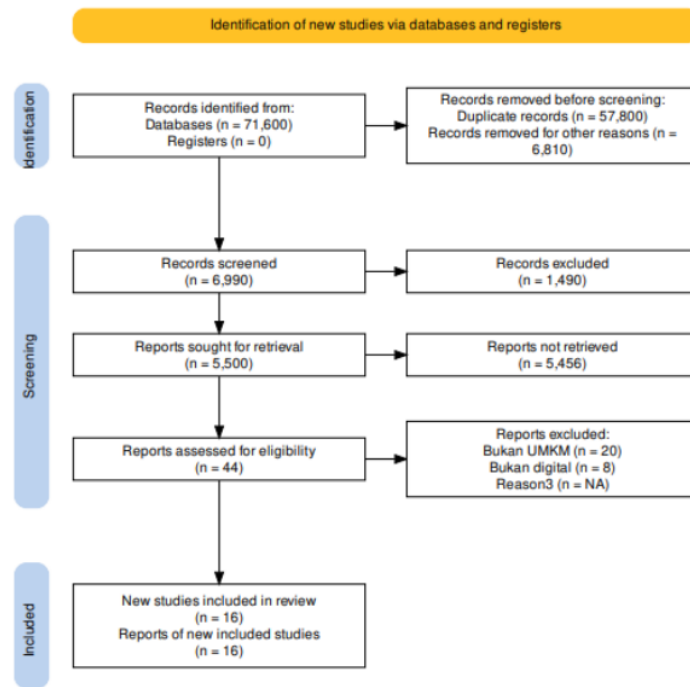 Identification of new studies via databases and registers
Identification
Records identified from:
Databases (n = 71,600)
Registers (n = 0)
Records removed before screening:
Duplicate records (n = 57,800)
Records removed for other reasons (n =
6,810)
Screening
Records screened
(n = 6,990)
Records excluded
(n = 1,490)
Reports sought for retrieval
(n = 5,500)
Reports not retrieved
(n = 5,456)
Reports assessed for eligibility
(n = 44)
Reports excluded:
Bukan UMKM (n = 20)
Bukan digital (n = 8)
Reason3 (n = NA)
Included
New studies included in review
(n = 16)
Reports of new included studies
(n = 16)